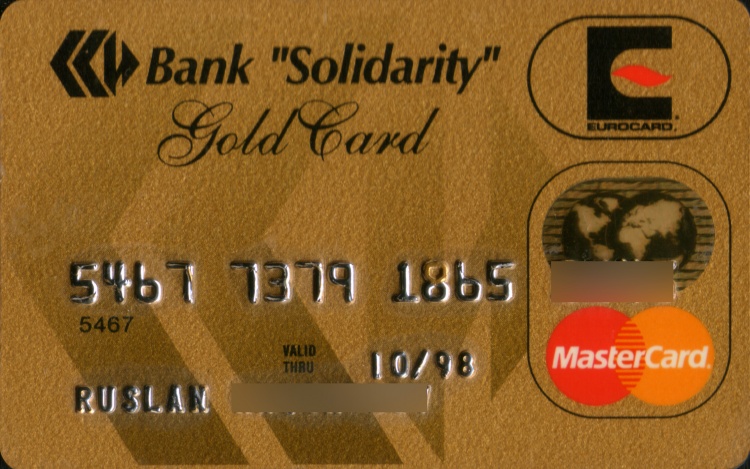 Bank "Solidarity"
Gold Card
EUROCARD.
5467 7379 1865
5467
VALID
THRU
10/98
RUSLAN
MasterCard.